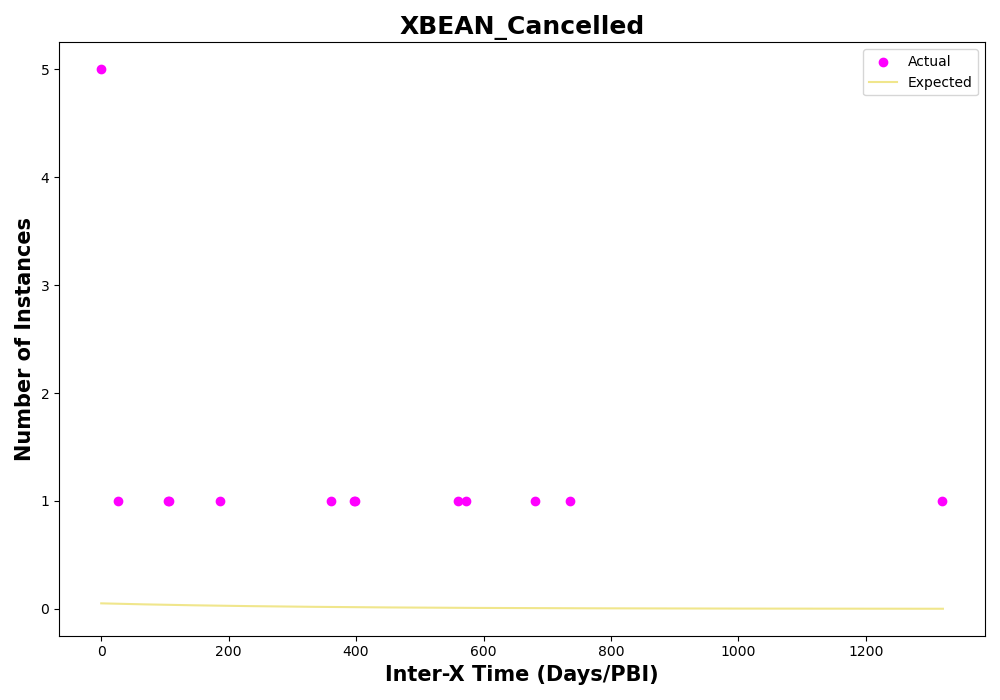 XBEAN_Cancelled
Actual
Expected
Number of Instances
5
4
3
2
1
0
0 200 400 600 800 1000 1200
Inter-X Time (Days/PBI)